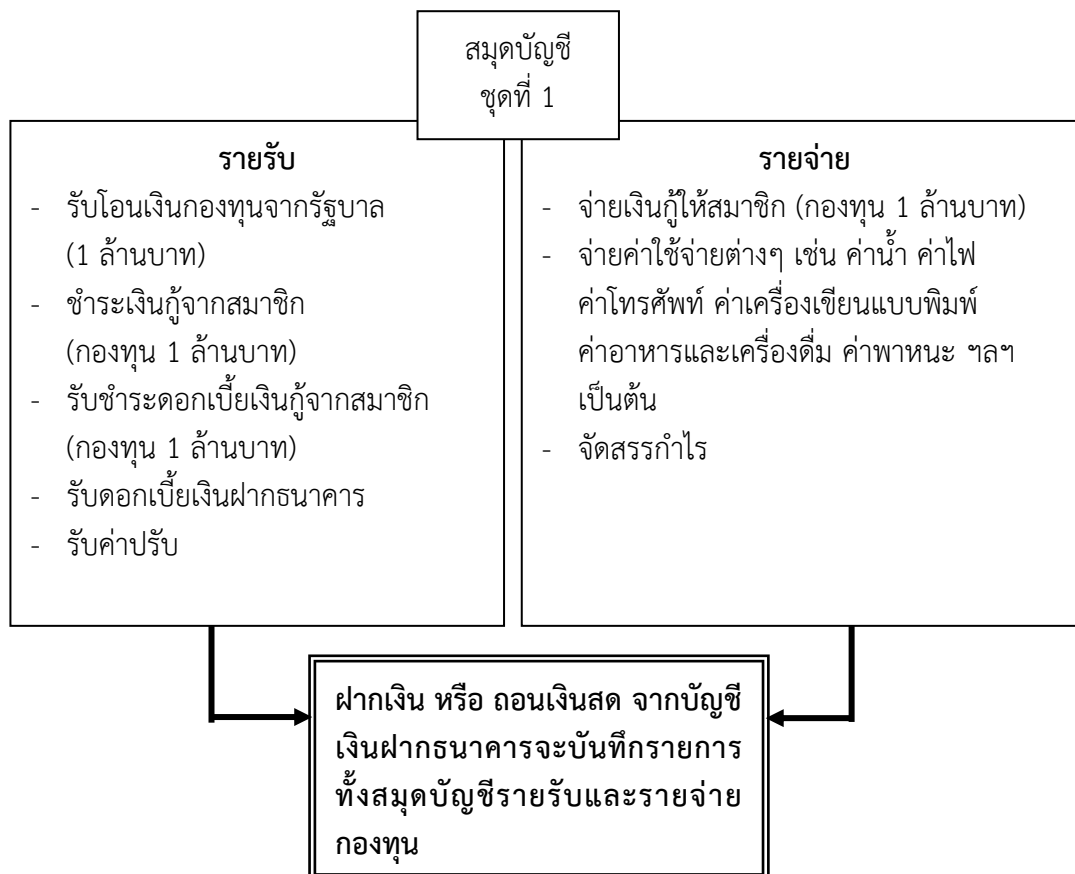 สมุดบัญชี
ชุดที่ 1
รายรับ
- รับโอนเงินกองทุนจากรัฐบาล
(1 ล้านบาท)
- ชำระเงินกู้จากสมาชิก
(กองทุน 1 ล้านบาท)
- รับชำระดอกเบี้ยเงินกู้จากสมาชิก
(กองทุน 1 ล้านบาท)
- รับดอกเบี้ยเงินฝากธนาคาร
- รับค่าปรับ
รายจ่าย
- จ่ายเงินกู้ให้สมาชิก (กองทุน 1 ล้านบาท)
- จ่ายค่าใช้จ่ายต่างๆ เช่น ค่าน้ำ ค่าไฟ
ค่าโทรศัพท์ ค่าเครื่องเขียนแบบพิมพ์
ค่าอาหารและเครื่องดื่ม ค่าพาหนะ ฯลฯ
เป็นต้น
- จัดสรรกำไร
ฝากเงิน หรือ ถอนเงินสด จากบัญชี
เงินฝากธนาคารจะบันทึกรายการ
ทั้งสมุดบัญชีรายรับและรายจ่าย
กองทุน